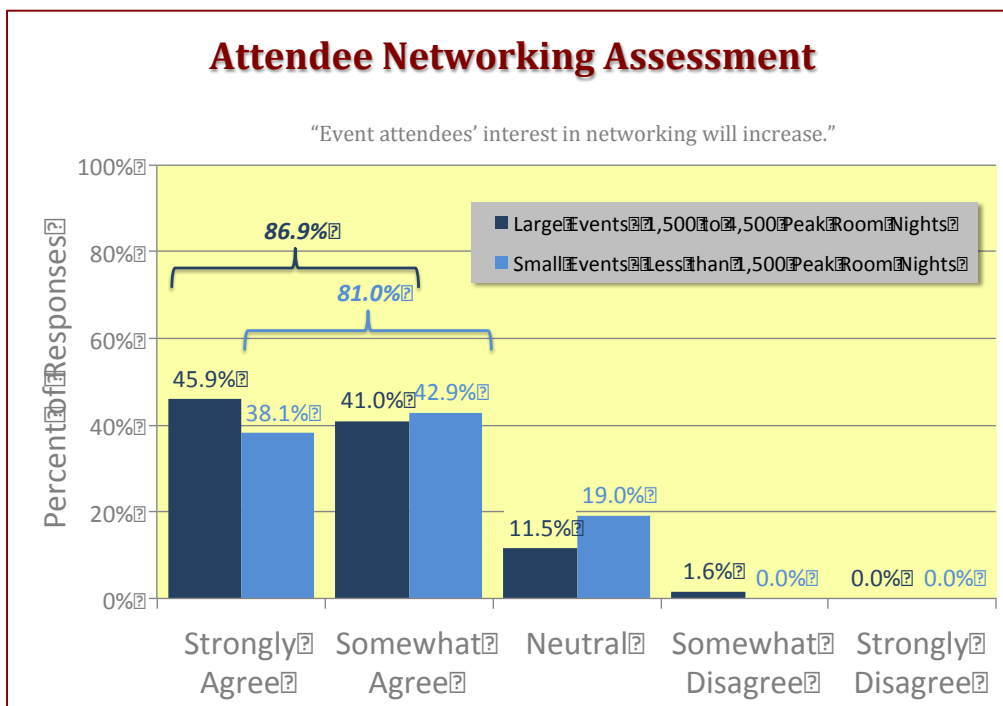 Attendee Networking Assessment
“Event attendees’ interest in networking will increase.”
Percent of Responses
100%
80%
60%
40%
20%
0%
Large Events - 1,500 to 4,500 Peak Room Nights
Small Events - Less than 1,500 Peak Room Nights
86.9%
81.0%
45.9%
38.1%
41.0%
42.9%
11.5%
19.0%
1.6%
0.0%
0.0%
0.0%
Strongly
Agree
Somewhat
Agree
Neutral
Somewhat
Disagree
Strongly
Disagree